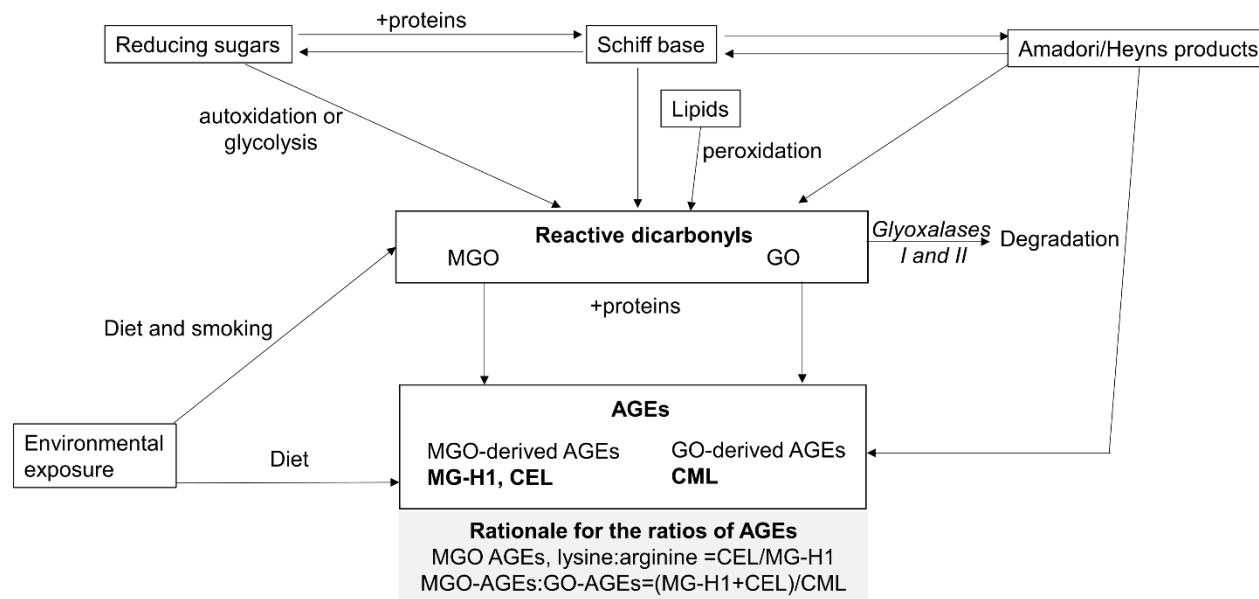 +proteins
Reducing sugars
Schiff base
Amadori/Heyns products
Lipids
autoxidation or
glycolysis
peroxidation
Reactive dicarbonyls
MGO
GO
Glyoxalases
I and II
Degradation
+proteins
Diet and smoking
AGEs
Environmental
exposure
Diet
MGO-derived AGEs
MG-H1, CEL
GO-derived AGEs
CML
Rationale for the ratios of AGEs
MGO AGEs, lysine:arginine =CEL/MG-H1
MGO-AGEs:GO-AGEs=(MG-H1+CEL)/CML